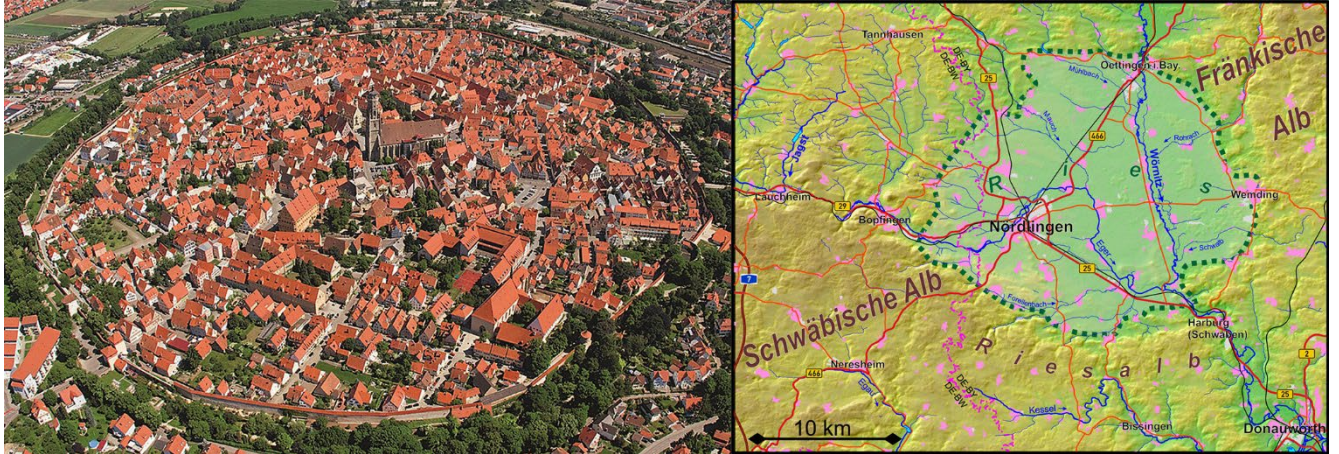 Tannhausen
DE-BY
DE-BW
25
Oettingen i.Bay.
Fränkische
Alb
Mühlbach
Mauch
466
Rohrach
Jagst
Wörnitz
R i e s
Lauchheim
29
Bopfingen
Wemding
Nördlingen
Eger
Schwalb
7
25
Schwäbische Alb
Forellenbach
Harburg
(Schwaben)
Riesalb
2
Neresheim
466
Egau
DE-BY
DE-BW
Kessel
25
Bissingen
Donauwörth
10 km